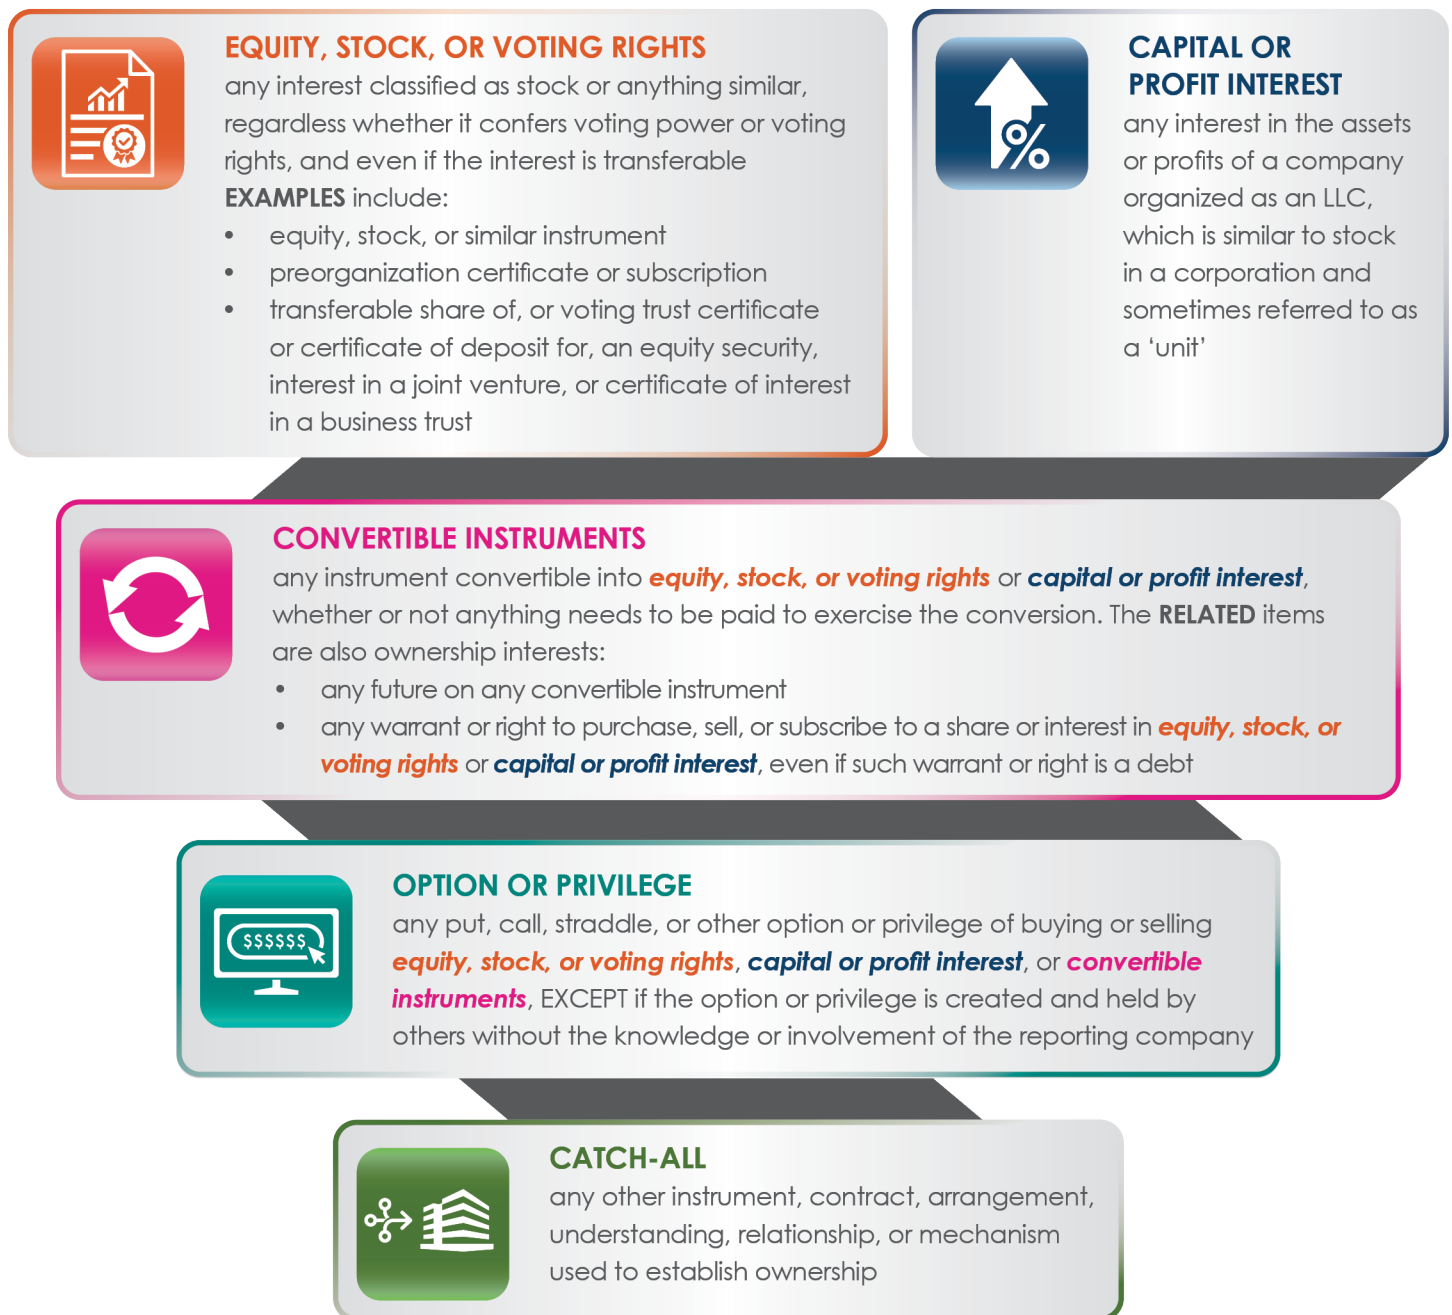 EQUITY, STOCK, OR VOTING RIGHTS
any interest classified as stock or anything similar,
regardless whether it confers voting power or voting
rights, and even if the interest is transferable
EXAMPLES include:
• equity, stock, or similar instrument
• preorganization certificate or subscription
• transferable share of, or voting trust certificate
or certificate of deposit for, an equity security,
interest in a joint venture, or certificate of interest
in a business trust
CAPITAL OR
PROFIT INTEREST
any interest in the assets
or profits of a company
organized as an LLC,
which is similar to stock
in a corporation and
sometimes referred to as
a ‘unit’
%
CONVERTIBLE INSTRUMENTS
any instrument convertible into equity, stock, or voting rights or capital or profit interest,
whether or not anything needs to be paid to exercise the conversion. The RELATED items
are also ownership interests:
• any future on any convertible instrument
• any warrant or right to purchase, sell, or subscribe to a share or interest in equity, stock, or
voting rights or capital or profit interest, even if such warrant or right is a debt
OPTION OR PRIVILEGE
any put, call, straddle, or other option or privilege of buying or selling
equity, stock, or voting rights, capital or profit interest, or convertible
instruments, EXCEPT if the option or privilege is created and held by
others without the knowledge or involvement of the reporting company
$$$$$$
CATCH-ALL
any other instrument, contract, arrangement,
understanding, relationship, or mechanism
used to establish ownership